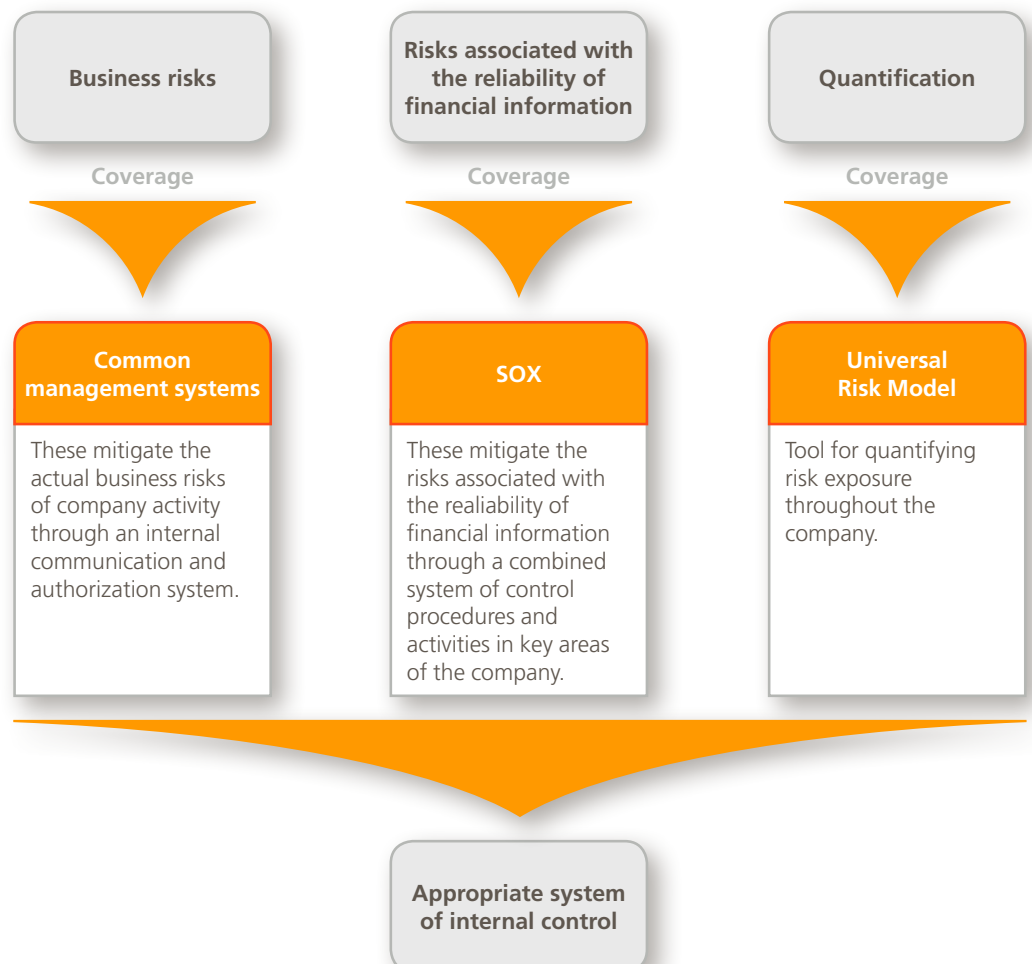 Business risks
Risks associated with
the reliability of
financial information
Quantification
Coverage
Coverage
Coverage
Common
management systems
These mitigate the
actual business risks
of company activity
through an internal
communication and
authorization system.
SOX
These mitigate the
risks associated with
the realiability of
financial information
through a combined
system of control
procedures and
activities in key areas
of the company.
Universal
Risk Model
Tool for quantifying
risk exposure
throughout the
company.
Appropriate system
of internal control